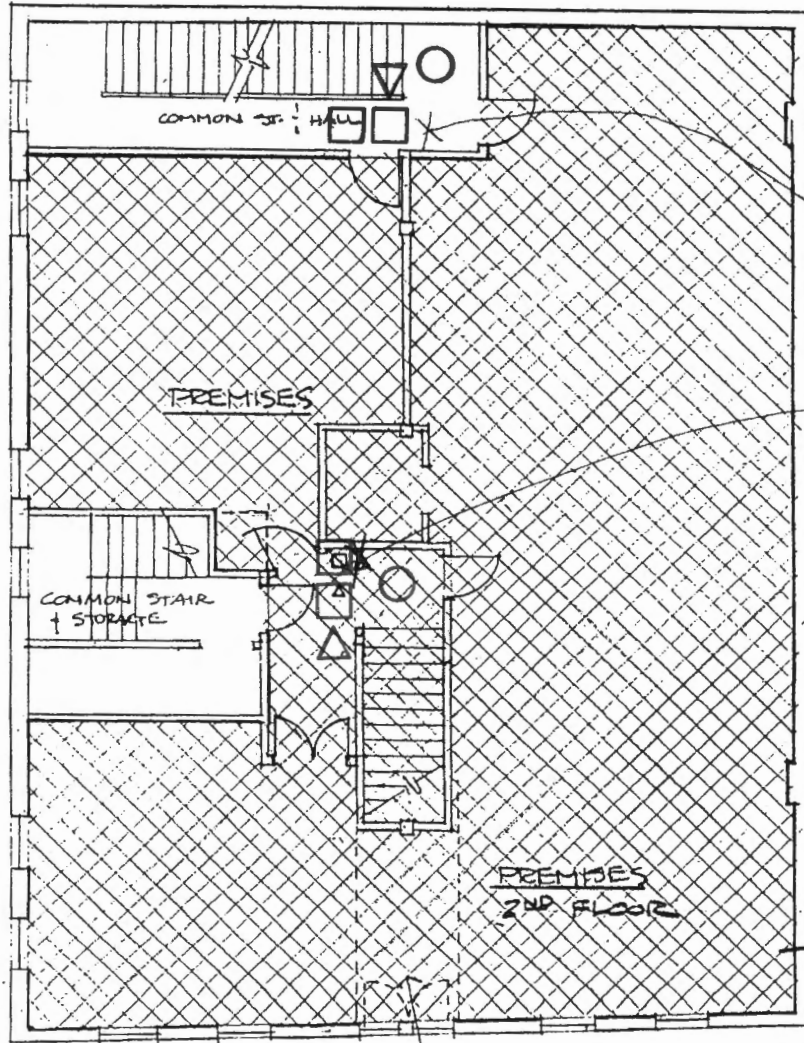 COMMON ST. & HALL
PREMISES
COMMON STAIR
& STORAGE
PREMISES
2ND FLOOR